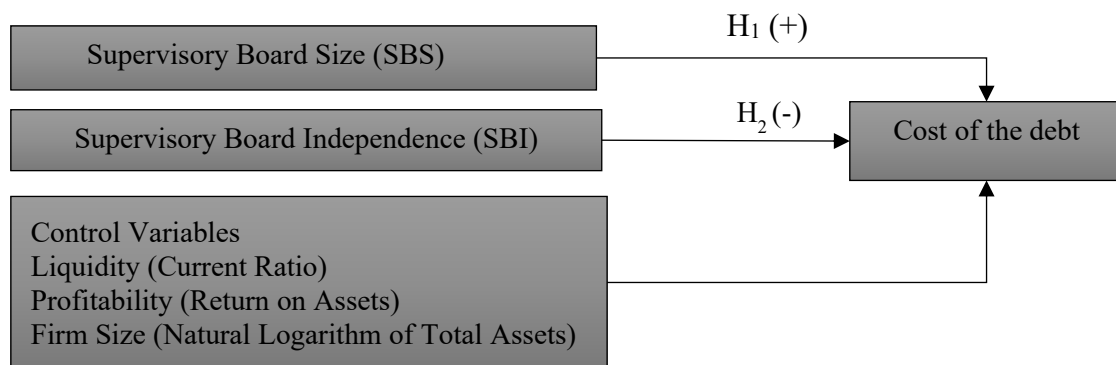 H₁ (+)
Supervisory Board Size (SBS)
H₂ (-)
Cost of the debt
Supervisory Board Independence (SBI)
Control Variables
Liquidity (Current Ratio)
Profitability (Return on Assets)
Firm Size (Natural Logarithm of Total Assets)